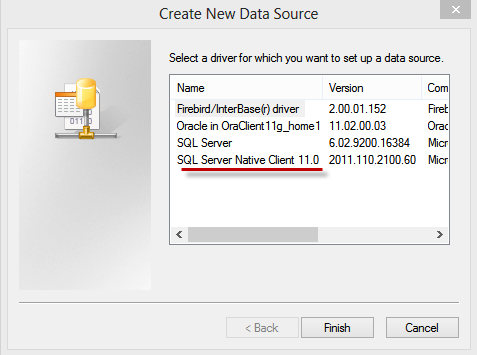 Create New Data Source
Select a driver for which you want to set up a data source.
Name Version Com
Firebird/InterBase(r) driver 2.00.01.152 Fireb
Oracle in OraClient11g_home1 11.02.00.03 Orac
SQL Server 6.02.9200.16384 Micr
SQL Server Native Client 11.0 2011.110.2100.60 Micr
< Back Finish Cancel